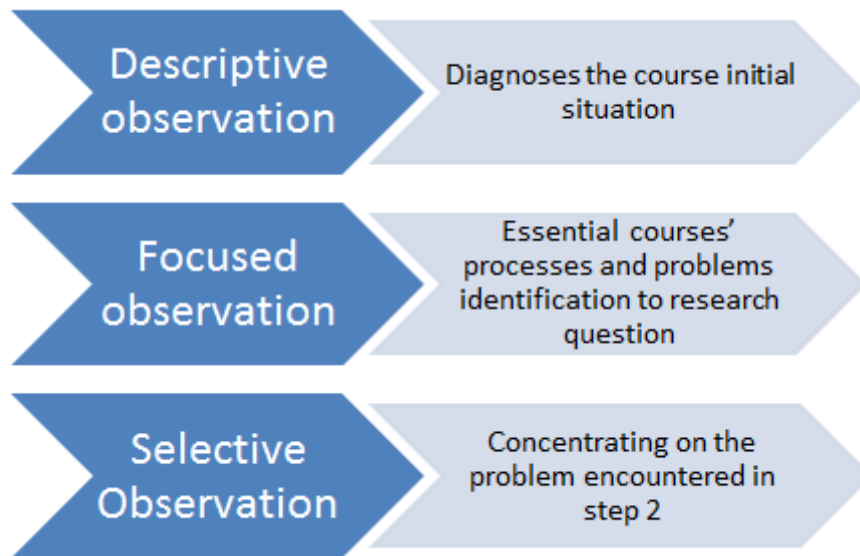 Descriptive
observation
Diagnoses the course initial
situation
Focused
observation
Essential courses’
processes and problems
identification to research
question
Selective
Observation
Concentrating on the
problem encountered in
step 2